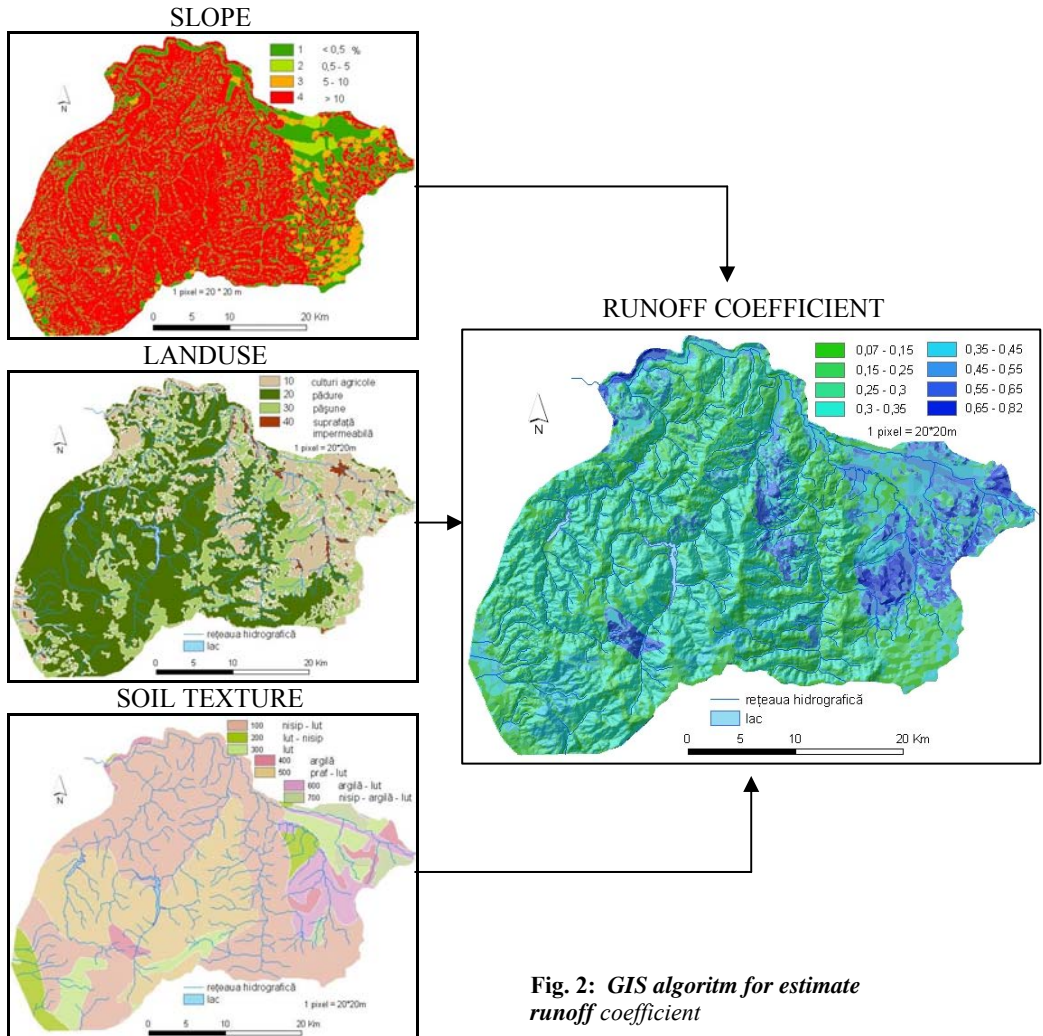 SLOPE
1 < 0,5 %
2 0,5 - 5
3 5 - 10
4 > 10
N
1 pixel = 20 * 20 m
0 5 10 20 Km
LANDUSE
10 culturi agricole
20 pădure
30 pășune
40 suprafață
impermeabilă
1 pixel = 20*20m
N
rețeaua hidrografică
lac
0 5 10 20 Km
SOIL TEXTURE
100 nisip - lut
200 lut - nisip
300 lut
400 argilă
500 praf - lut
600 argilă - lut
700 nisip - argilă - lut
N
rețeaua hidrografică
lac
1 pixel = 20*20m
0 5 10 20 Km
RUNOFF COEFFICIENT
0,07 - 0,15 0,35 - 0,45
0,15 - 0,25 0,45 - 0,55
0,25 - 0,3 0,55 - 0,65
0,3 - 0,35 0,65 - 0,82
1 pixel = 20*20m
N
rețeaua hidrografică
lac
0 5 10 20 Km
Fig. 2: GIS algoritm for estimate
runoff coefficient